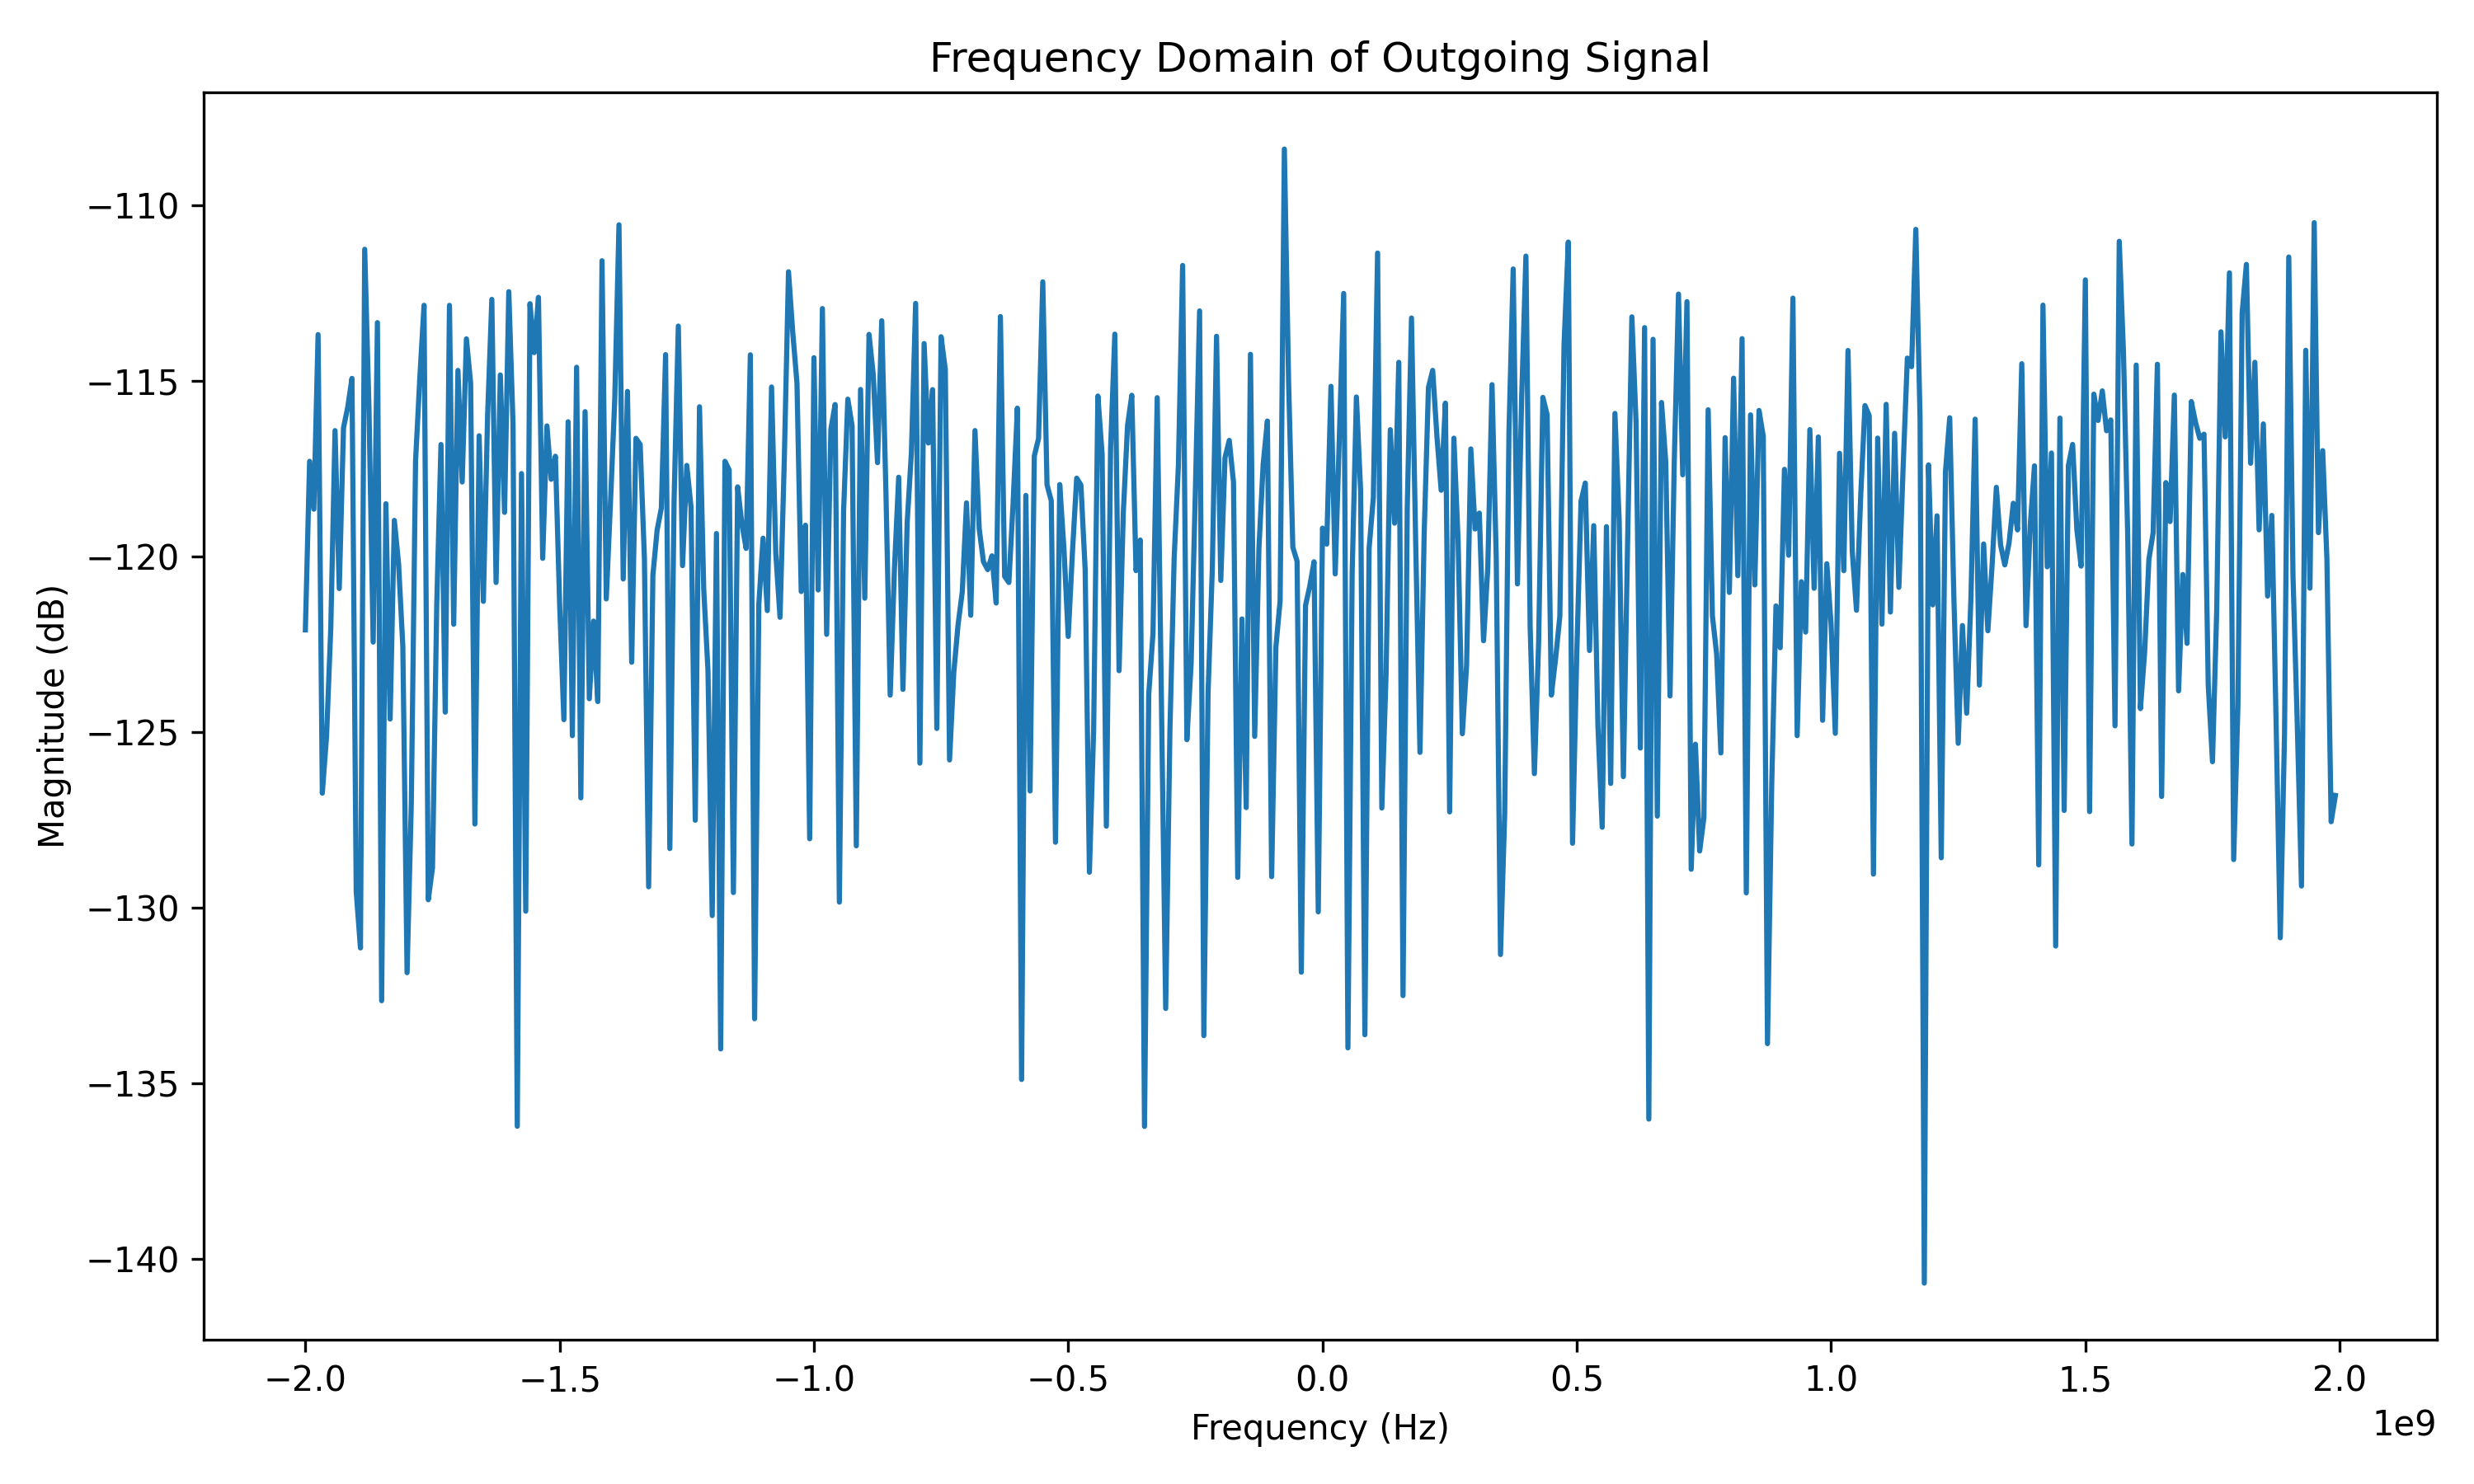 Frequency Domain of Outgoing Signal
Magnitude (dB)
−110
−115
−120
−125
−130
−135
−140
−2.0 −1.5 −1.0 −0.5 0.0 0.5 1.0 1.5 2.0
1e9
Frequency (Hz)